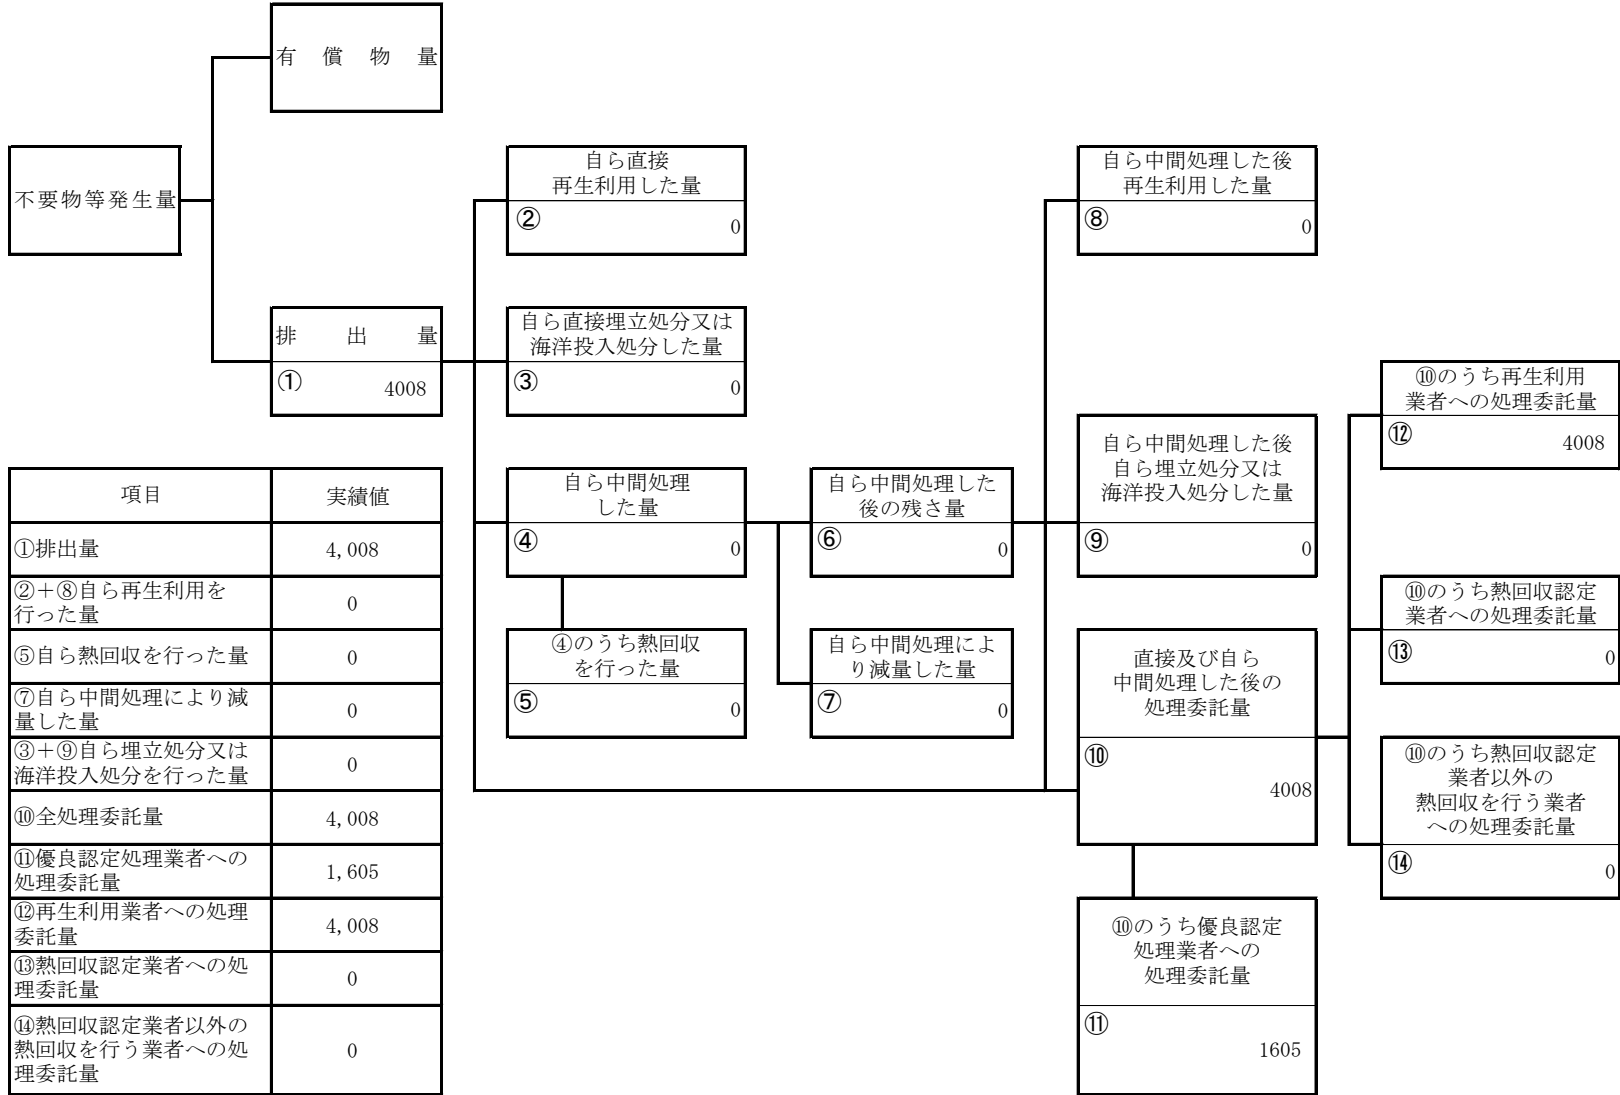 有償物量
不要物等発生量
排出量
① 4008
自ら直接
再生利用した量
② 0
自ら直接埋立処分又は
海洋投入処分した量
③ 0
自ら中間処理
した量
④ 0
④のうち熱回収
を行った量
⑤ 0
自ら中間処理した
後の残さ量
⑥ 0
自ら中間処理によ
り減量した量
⑦ 0
自ら中間処理した後
再生利用した量
⑧ 0
自ら中間処理した後
自ら埋立処分又は
海洋投入処分した量
⑨ 0
直接及び自ら
中間処理した後の
処理委託量
⑩
4008
⑩のうち優良認定
処理業者への
処理委託量
⑪
1605
⑩のうち再生利用
業者への処理委託量
⑫ 4008
⑩のうち熱回収認定
業者への処理委託量
⑬ 0
⑩のうち熱回収認定
業者以外の
熱回収を行う業者
への処理委託量
⑭ 0
項目 実績値
①排出量 4,008
②＋⑧自ら再生利用を
行った量 0
⑤自ら熱回収を行った量 0
⑦自ら中間処理により減
量した量 0
③＋⑨自ら埋立処分又は
海洋投入処分を行った量 0
⑩全処理委託量 4,008
⑪優良認定処理業者への
処理委託量 1,605
⑫再生利用業者への処理
委託量 4,008
⑬熱回収認定業者への処
理委託量 0
⑭熱回収認定業者以外の
熱回収を行う業者への処
理委託量 0